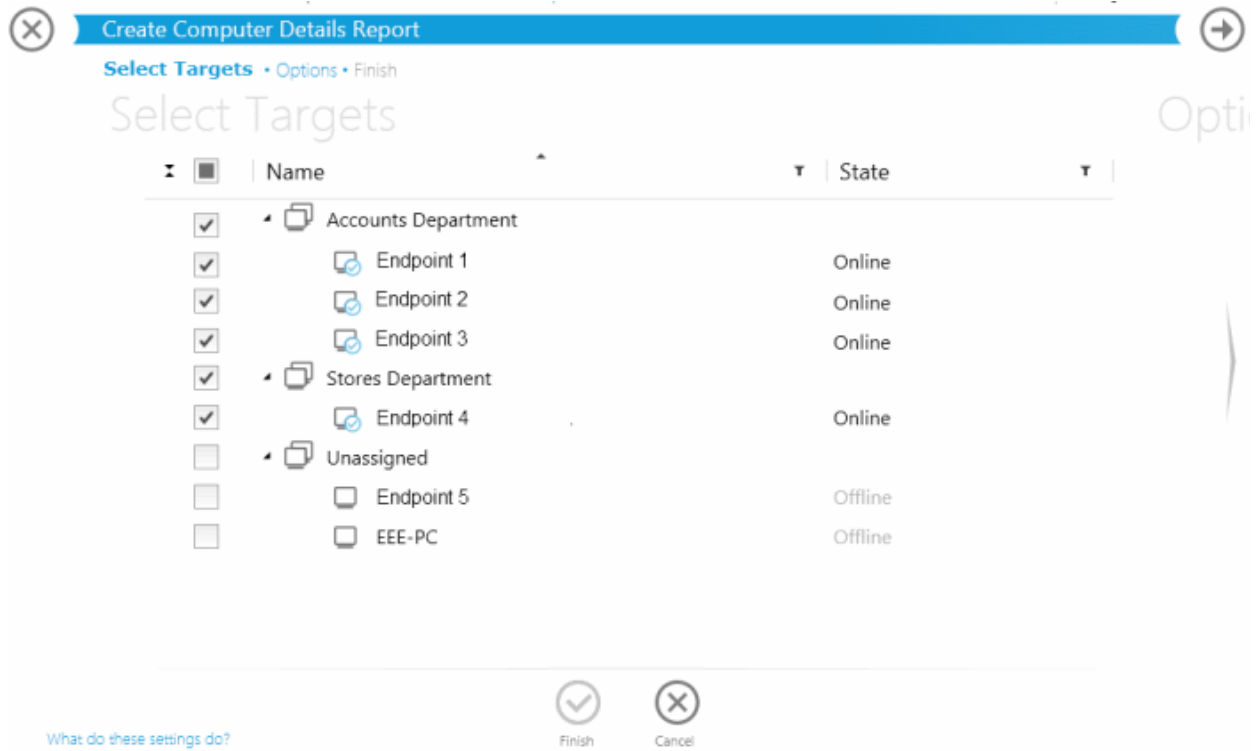 Create Computer Details Report
Select Targets • Options • Finish
Select Targets
Opti
Name State
Accounts Department
Endpoint 1 Online
Endpoint 2 Online
Endpoint 3 Online
Stores Department
Endpoint 4 Online
Unassigned
Endpoint 5 Offline
EEE-PC Offline
Finish Cancel
What do these settings do?